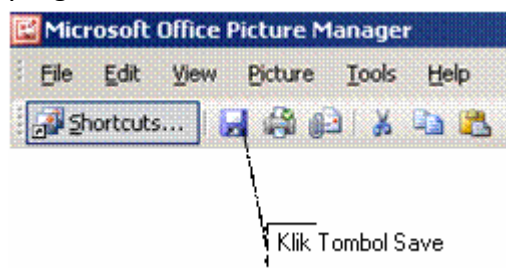 Microsoft Office Picture Manager
File Edit View Picture Tools Help
Shortcuts...
Klik Tombol Save